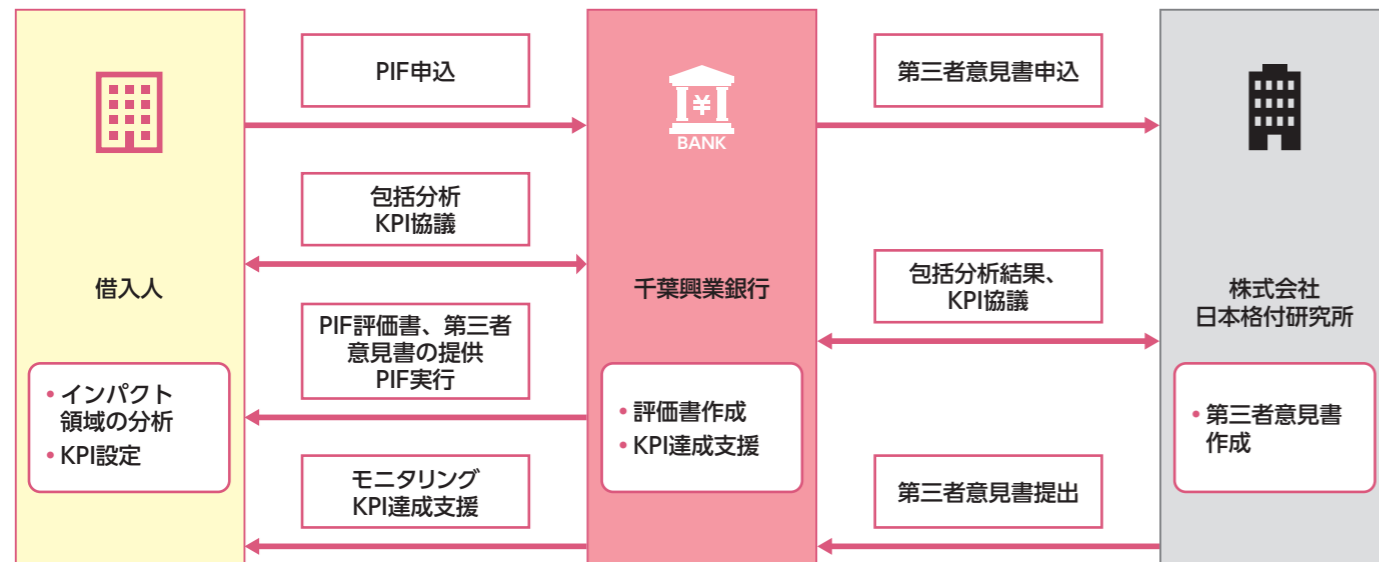 PIF申込
第三者意見書申込
¥
BANK
包括分析
KPI協議
借入人
千葉興業銀行
包括分析結果、
KPI協議
株式会社
日本格付研究所
PIF評価書、第三者
意見書の提供
PIF実行
• インパクト
領域の分析
• KPI設定
• 評価書作成
• KPI達成支援
• 第三者意見書
作成
モニタリング
KPI達成支援
第三者意見書提出